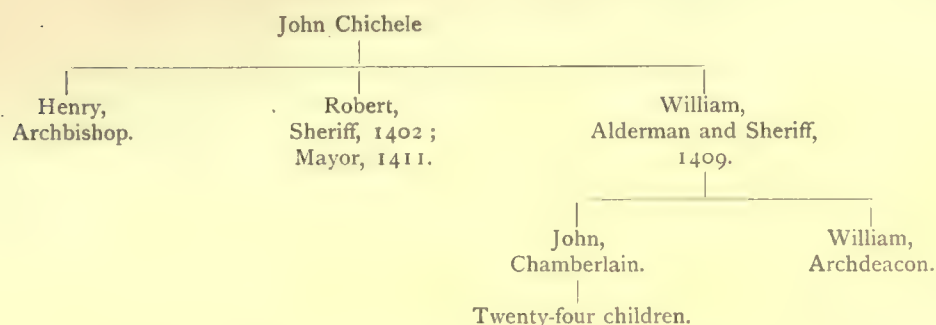 John Chichele
Henry,
Archbishop.
Robert,
Sheriff, 1402 ;
Mayor, 1411.
William,
Alderman and Sheriff,
1409.
John,
Chamberlain.
William,
Archdeacon.
Twenty-four children.